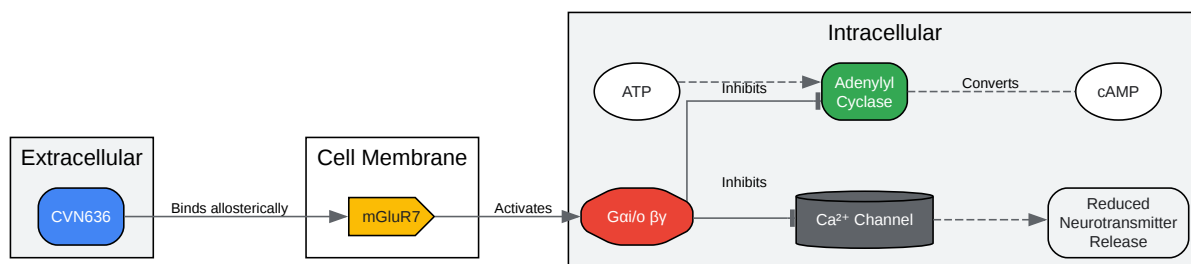 Extracellular
CVN636
Binds allosterically
Cell Membrane
mGluR7
Activates
Intracellular
ATP
Inhibits
Adenylyl
Cyclase
Converts
cAMP
Gαi/o βγ
Inhibits
Ca²⁺ Channel
Reduced
Neurotransmitter
Release